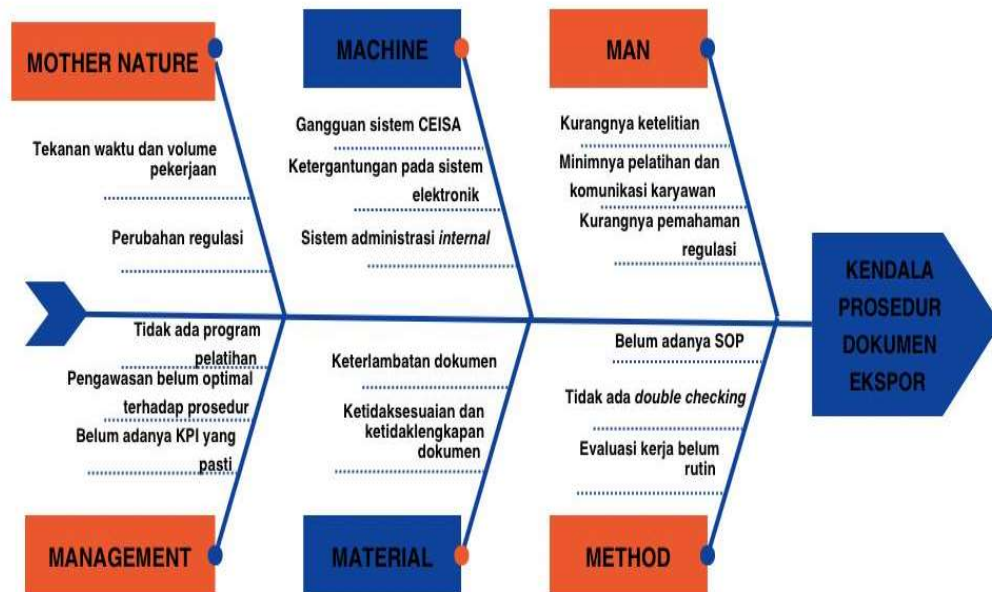 MOTHER NATURE
Tekanan waktu dan volume
pekerjaan
Perubahan regulasi
MACHINE
Gangguan sistem CEISA
Ketergantungan pada sistem
elektronik
Sistem administrasi internal
MAN
Kurangnya ketelitian
Minimnya pelatihan dan
komunikasi karyawan
Kurangnya pemahaman
regulasi
KENDALA
PROSEDUR
DOKUMEN
EKSPOR
Tidak ada program
pelatihan
Pengawasan belum optimal
terhadap prosedur
Belum adanya KPI yang
pasti
MANAGEMENT
Keterlambatan dokumen
Ketidaksesuaian dan
ketidaklengkapan
dokumen
MATERIAL
Belum adanya SOP
Tidak ada double checking
Evaluasi kerja belum
rutin
METHOD